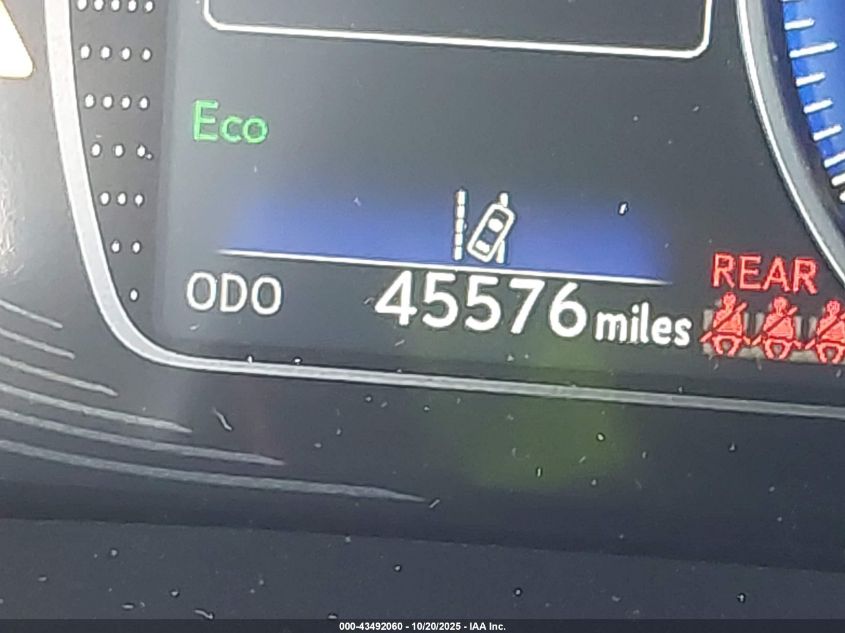 Eco
REAR
ODO 45576 miles
000-43492060 - 10/20/2025 - IAA Inc.